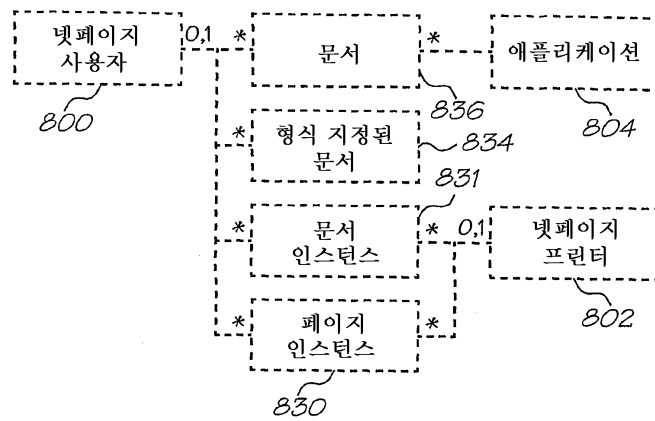 넷페이지
사용자
0,1
*
문서
*
애플리케이션
800
836
804
*
형식 지정된
문서
834
831
*
문서
인스턴스
*
0,1
넷페이지
프린터
802
*
페이지
인스턴스
*
830